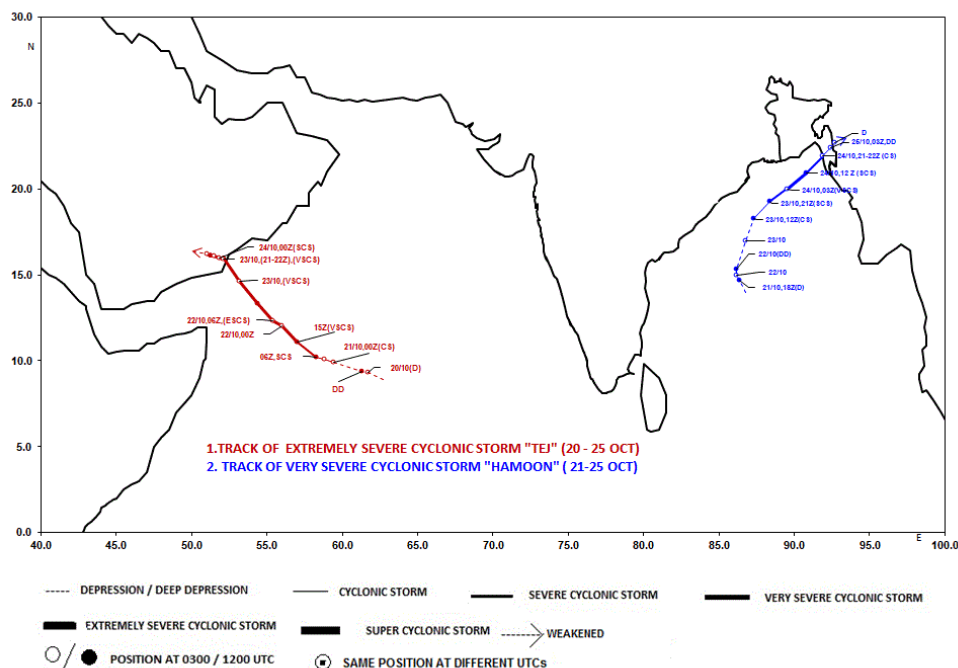 30.0
N
25.0
20.0
15.0
10.0
5.0
0.0
40.0 45.0 50.0 55.0 60.0 65.0 70.0 75.0 80.0 85.0 90.0 95.0 E 100.0
D
25/10,03Z,DD
24/10,21-22Z (CS)
24/10,12 Z (SCS)
24/10,03Z(VSCS)
23/10,21Z(SCS)
23/10,12Z(CS)
23/10
22/10(DD)
22/10
21/10,18Z(D)
24/10,00Z(SCS)
23/10,(21-22Z),(VSCS)
23/10,(VSCS)
22/10,06Z,(ESCS)
22/10,00Z
15Z(VSCS)
21/10,00Z(CS)
06Z,SCS
20/10(D)
DD
1.TRACK OF EXTREMELY SEVERE CYCLONIC STORM "TEJ" (20 - 25 OCT)
2. TRACK OF VERY SEVERE CYCLONIC STORM "HAMOON" ( 21-25 OCT)
DEPRESSION / DEEP DEPRESSION CYCLONIC STORM SEVERE CYCLONIC STORM VERY SEVERE CYCLONIC STORM
EXTREMELY SEVERE CYCLONIC STORM SUPER CYCLONIC STORM WEAKENED
POSITION AT 0300 / 1200 UTC SAME POSITION AT DIFFERENT UTCs